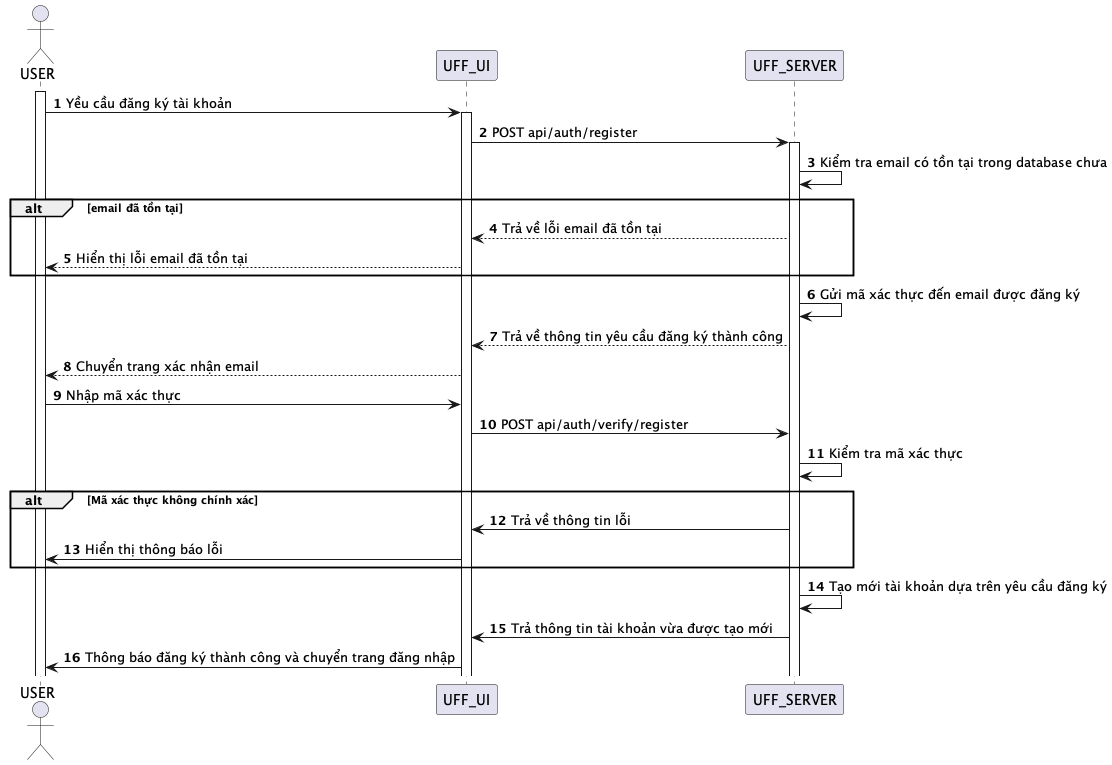 USER
UFF_UI
UFF_SERVER
1 Yều cầu đăng ký tài khoản
2 POST api/auth/register
3 Kiểm tra email có tồn tại trong database chưa
alt [email đã tồn tại]
4 Trả về lỗi email đã tồn tại
5 Hiển thị lỗi email đã tồn tại
6 Gửi mã xác thực đến email được đăng ký
7 Trả về thông tin yêu cầu đăng ký thành công
8 Chuyển trang xác nhận email
9 Nhập mã xác thực
10 POST api/auth/verify/register
11 Kiểm tra mã xác thực
alt [Mã xác thực không chính xác]
12 Trả về thông tin lỗi
13 Hiển thị thông báo lỗi
14 Tạo mới tài khoản dựa trên yêu cầu đăng ký
15 Trả thông tin tài khoản vừa được tạo mới
16 Thông báo đăng ký thành công và chuyển trang đăng nhập
USER
UFF_UI
UFF_SERVER